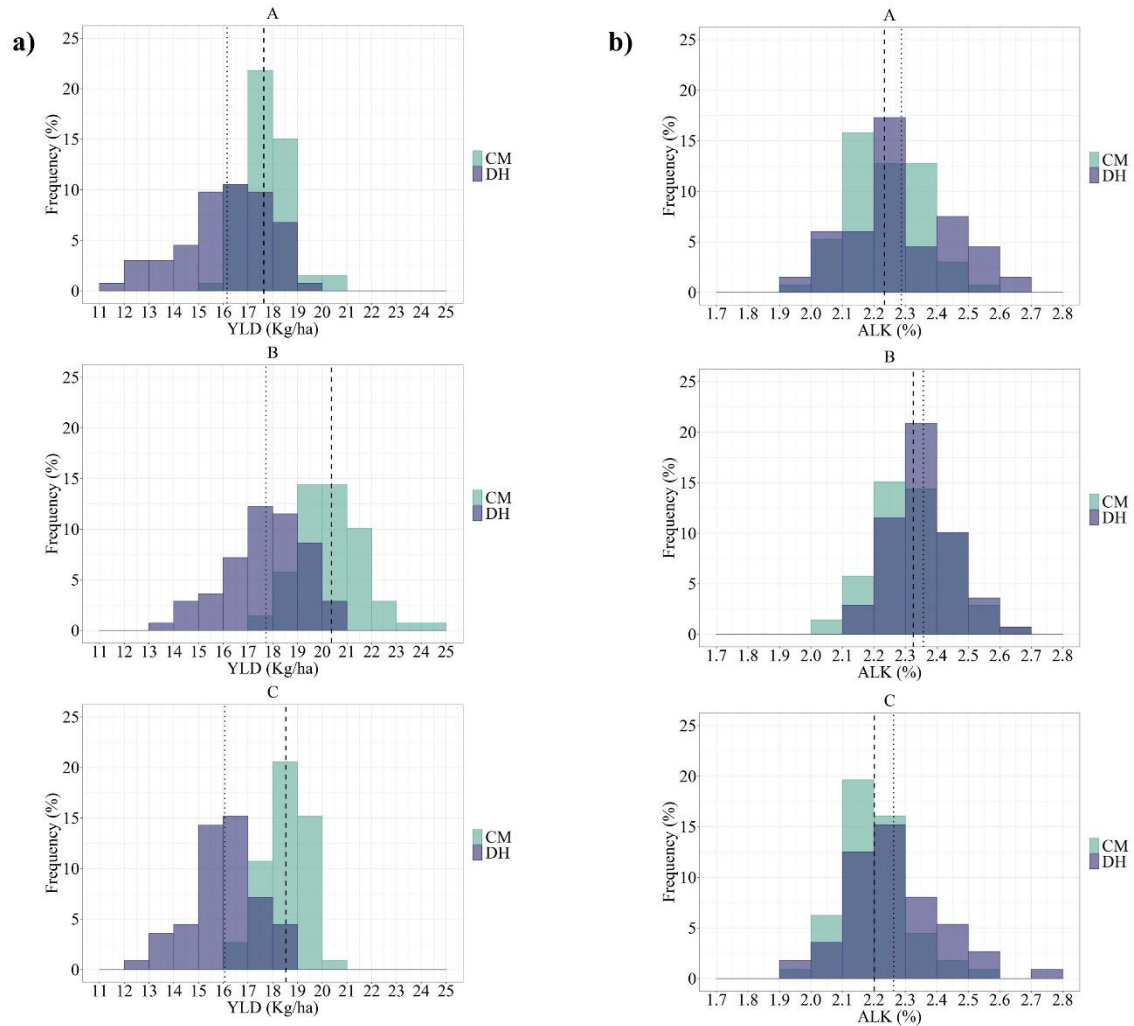 a)
A
25
20
15
10
5
0
Frequency (%)
11 12 13 14 15 16 17 18 19 20 21 22 23 24 25
YLD (Kg/ha)
CM
DH
B
25
20
15
10
5
0
Frequency (%)
11 12 13 14 15 16 17 18 19 20 21 22 23 24 25
YLD (Kg/ha)
CM
DH
C
25
20
15
10
5
0
Frequency (%)
11 12 13 14 15 16 17 18 19 20 21 22 23 24 25
YLD (Kg/ha)
CM
DH
b)
A
25
20
15
10
5
0
Frequency (%)
1.7 1.8 1.9 2.0 2.1 2.2 2.3 2.4 2.5 2.6 2.7 2.8
ALK (%)
CM
DH
B
25
20
15
10
5
0
Frequency (%)
1.7 1.8 1.9 2.0 2.1 2.2 2.3 2.4 2.5 2.6 2.7 2.8
ALK (%)
CM
DH
C
25
20
15
10
5
0
Frequency (%)
1.7 1.8 1.9 2.0 2.1 2.2 2.3 2.4 2.5 2.6 2.7 2.8
ALK (%)
CM
DH